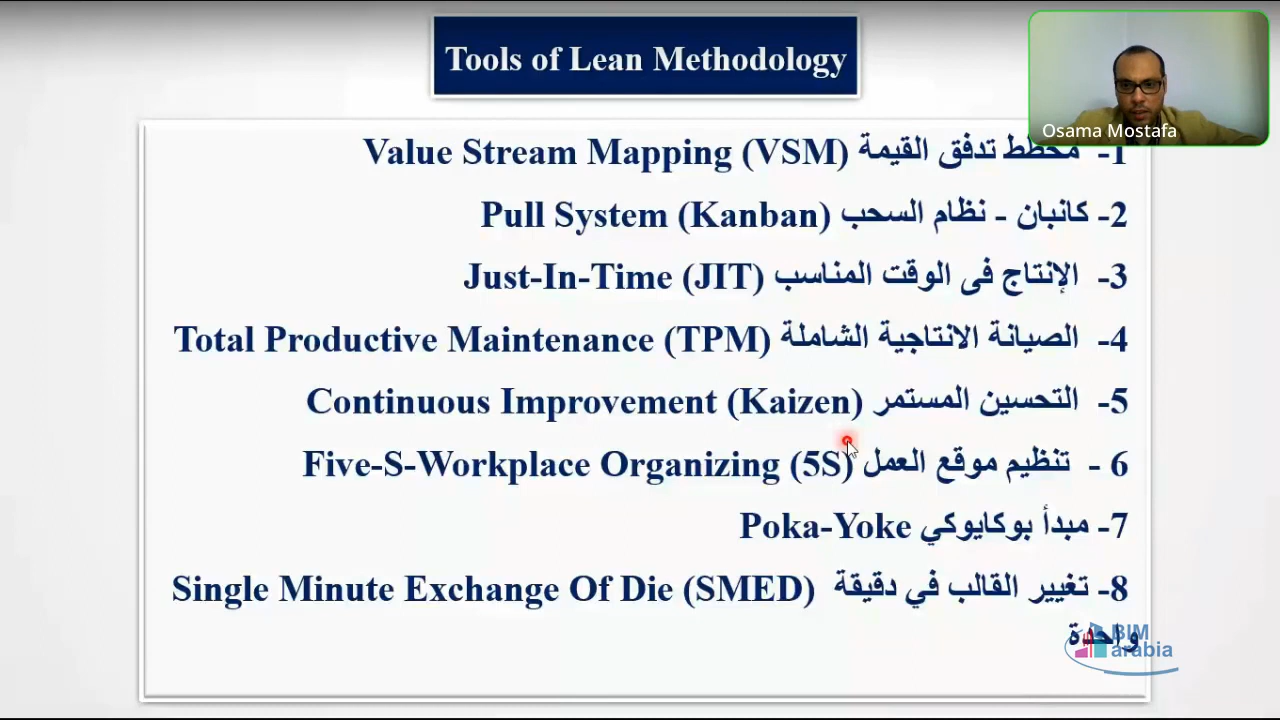 Tools of Lean Methodology
Osama Mostafa
1- مخطط تدفق القيمة Value Stream Mapping (VSM)
2- كانبان - نظام السحب Pull System (Kanban)
3- الإنتاج فى الوقت المناسب Just-In-Time (JIT)
4- الصيانة الانتاجية الشاملة Total Productive Maintenance (TPM)
5- التحسين المستمر Continuous Improvement (Kaizen)
6 - تنظيم موقع العمل Five-S-Workplace Organizing (5S)
7- مبدأ بوكايوكي Poka-Yoke
8- تغيير القالب في دقيقة Single Minute Exchange Of Die (SMED)
واحدة
BIM
arabia